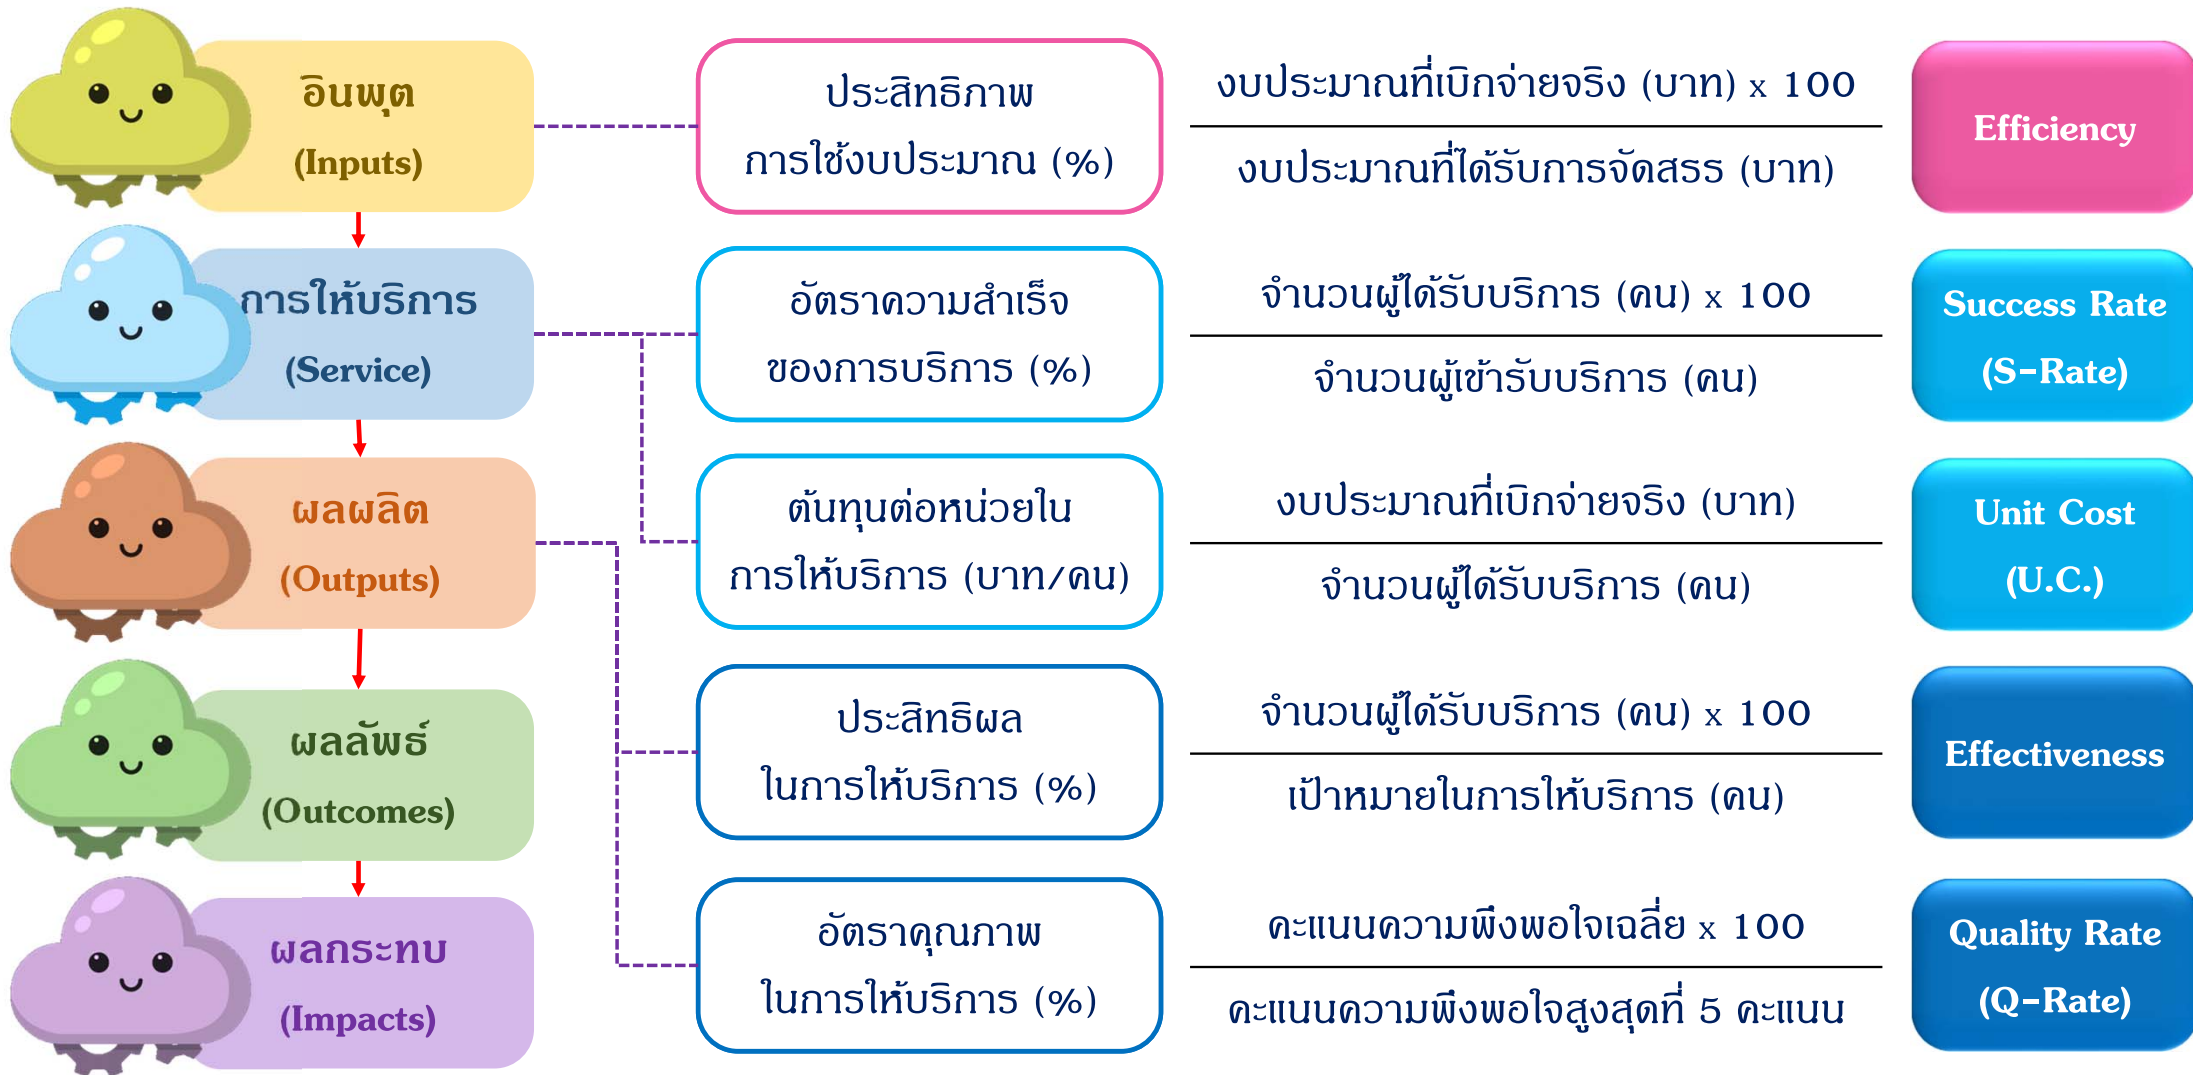 อินพุต
(Inputs)
ประสิทธิภาพ
การใช้งบประมาณ (%)
งบประมาณที่เบิกจ่ายจริง (บาท) x 100
งบประมาณที่ได้รับการจัดสรร (บาท)
Efficiency
การให้บริการ
(Service)
อัตราความสำเร็จ
ของการบริการ (%)
จำนวนผู้ได้รับบริการ (คน) x 100
จำนวนผู้เข้ารับบริการ (คน)
Success Rate
(S-Rate)
ผลผลิต
(Outputs)
ต้นทุนต่อหน่วยใน
การให้บริการ (บาท/คน)
งบประมาณที่เบิกจ่ายจริง (บาท)
จำนวนผู้ได้รับบริการ (คน)
Unit Cost
(U.C.)
ผลลัพธ์
(Outcomes)
ประสิทธิผล
ในการให้บริการ (%)
จำนวนผู้ได้รับบริการ (คน) x 100
เป้าหมายในการให้บริการ (คน)
Effectiveness
ผลกระทบ
(Impacts)
อัตราคุณภาพ
ในการให้บริการ (%)
คะแนนความพึงพอใจเฉลี่ย x 100
คะแนนความพึงพอใจสูงสุดที่ 5 คะแนน
Quality Rate
(Q-Rate)